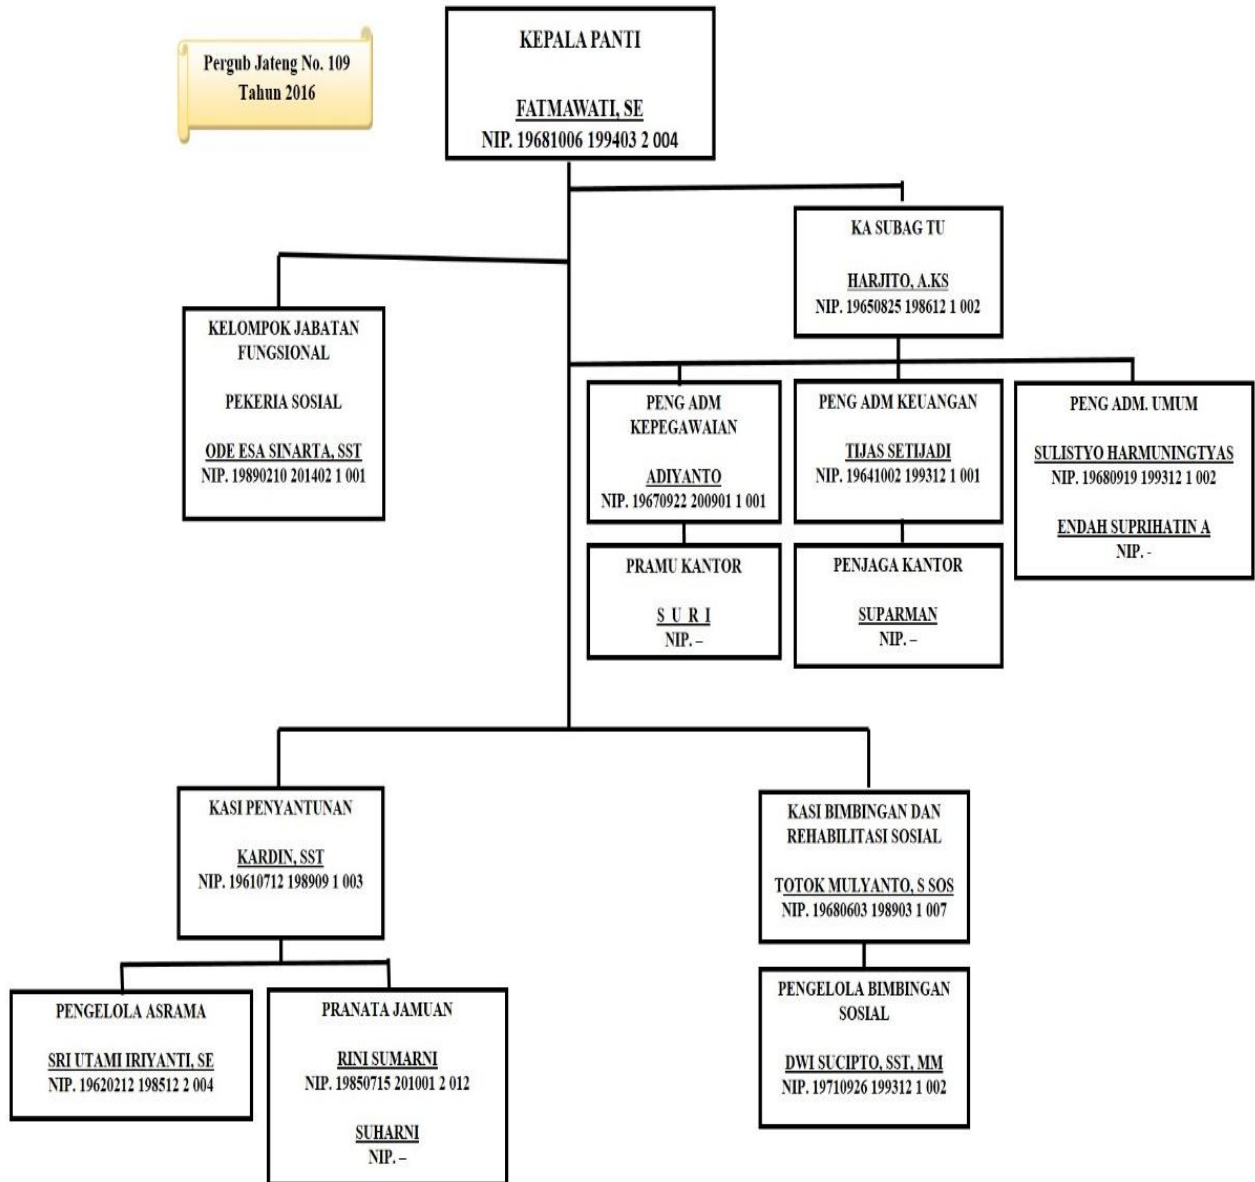 Pergub Jateng No. 109
Tahun 2016
KEPALA PANTI
FATMAWATI, SE
NIP. 19681006 199403 2 004
KA SUBAG TU
HARJITO, A.KS
NIP. 19650825 198612 1 002
KELOMPOK JABATAN
FUNGSIONAL
PEKERIA SOSIAL
ODE ESA SINARTA, SST
NIP. 19890210 201402 1 001
PENG ADM
KEPEGAWAIAN
ADIYANTO
NIP. 19670922 200901 1 001
PENG ADM KEUANGAN
TIJAS SETIJADI
NIP. 19641002 199312 1 001
PENG ADM. UMUM
SULISTYO HARMUNINGTYAS
NIP. 19680919 199312 1 002
ENDAH SUPRIHATIN A
NIP. -
PRAMU KANTOR
S U R I
NIP. –
PENJAGA KANTOR
SUPARMAN
NIP. –
KASI PENYANTUNAN
KARDIN, SST
NIP. 19610712 198909 1 003
KASI BIMBINGAN DAN
REHABILITASI SOSIAL
TOTOK MULYANTO, S SOS
NIP. 19680603 198903 1 007
PENGELOLA ASRAMA
SRI UTAMI IRIYANTI, SE
NIP. 19620212 198512 2 004
PRANATA JAMUAN
RINI SUMARNI
NIP. 19850715 201001 2 012
SUHARNI
NIP. –
PENGELOLA BIMBINGAN
SOSIAL
DWI SUCIPTO, SST, MM
NIP. 19710926 199312 1 002